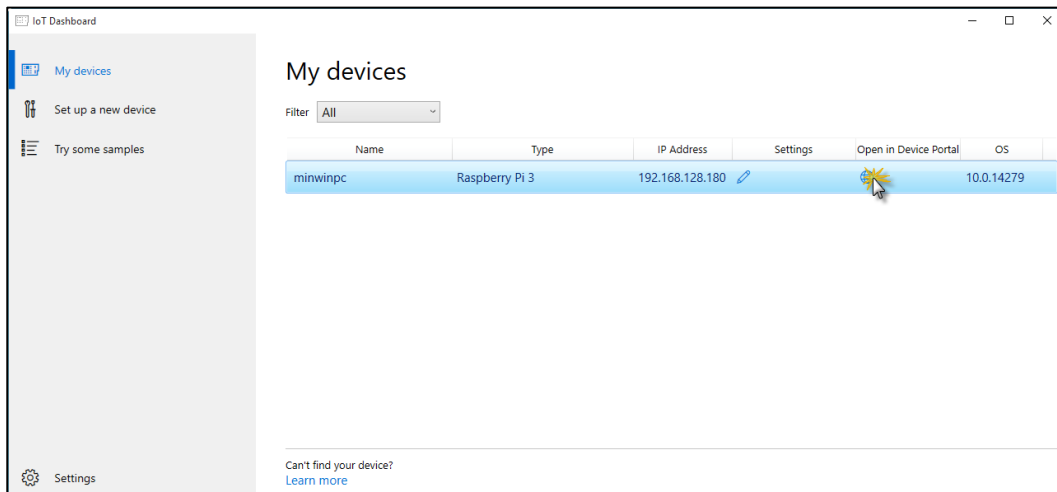 IoT Dashboard
My devices
Set up a new device
Try some samples
Settings
My devices
Filter All
Name Type IP Address Settings Open in Device Portal OS
minwinpc Raspberry Pi 3 192.168.128.180 10.0.14279
Can't find your device?
Learn more